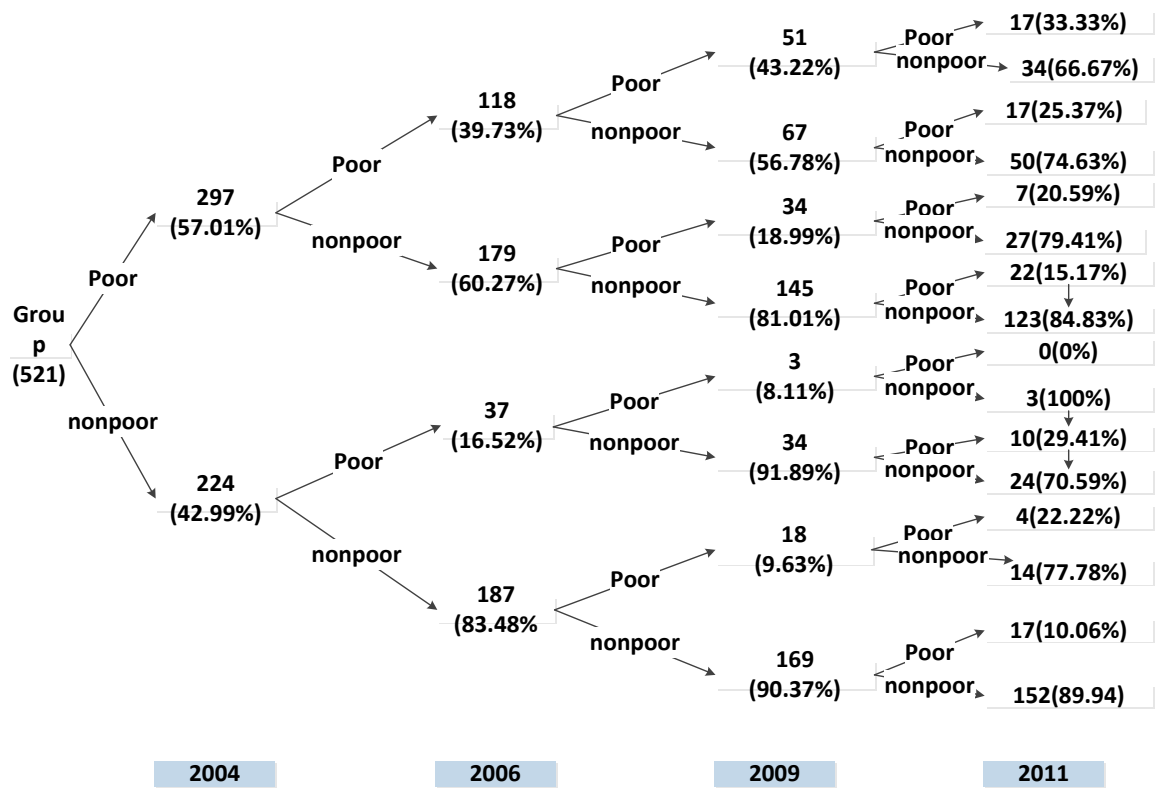 Grou
p
(521)
Poor
nonpoor
297
(57.01%)
224
(42.99%)
Poor
nonpoor
Poor
nonpoor
118
(39.73%)
179
(60.27%)
37
(16.52%)
187
(83.48%
Poor
nonpoor
Poor
nonpoor
Poor
nonpoor
Poor
nonpoor
51
(43.22%)
67
(56.78%)
34
(18.99%)
145
(81.01%)
3
(8.11%)
34
(91.89%)
18
(9.63%)
169
(90.37%)
Poor
nonpoor
Poor
nonpoor
Poor
nonpoor
Poor
nonpoor
Poor
nonpoor
Poor
nonpoor
Poor
nonpoor
Poor
nonpoor
17(33.33%)
34(66.67%)
17(25.37%)
50(74.63%)
7(20.59%)
27(79.41%)
22(15.17%)
123(84.83%)
0(0%)
3(100%)
10(29.41%)
24(70.59%)
4(22.22%)
14(77.78%)
17(10.06%)
152(89.94)
2004
2006
2009
2011